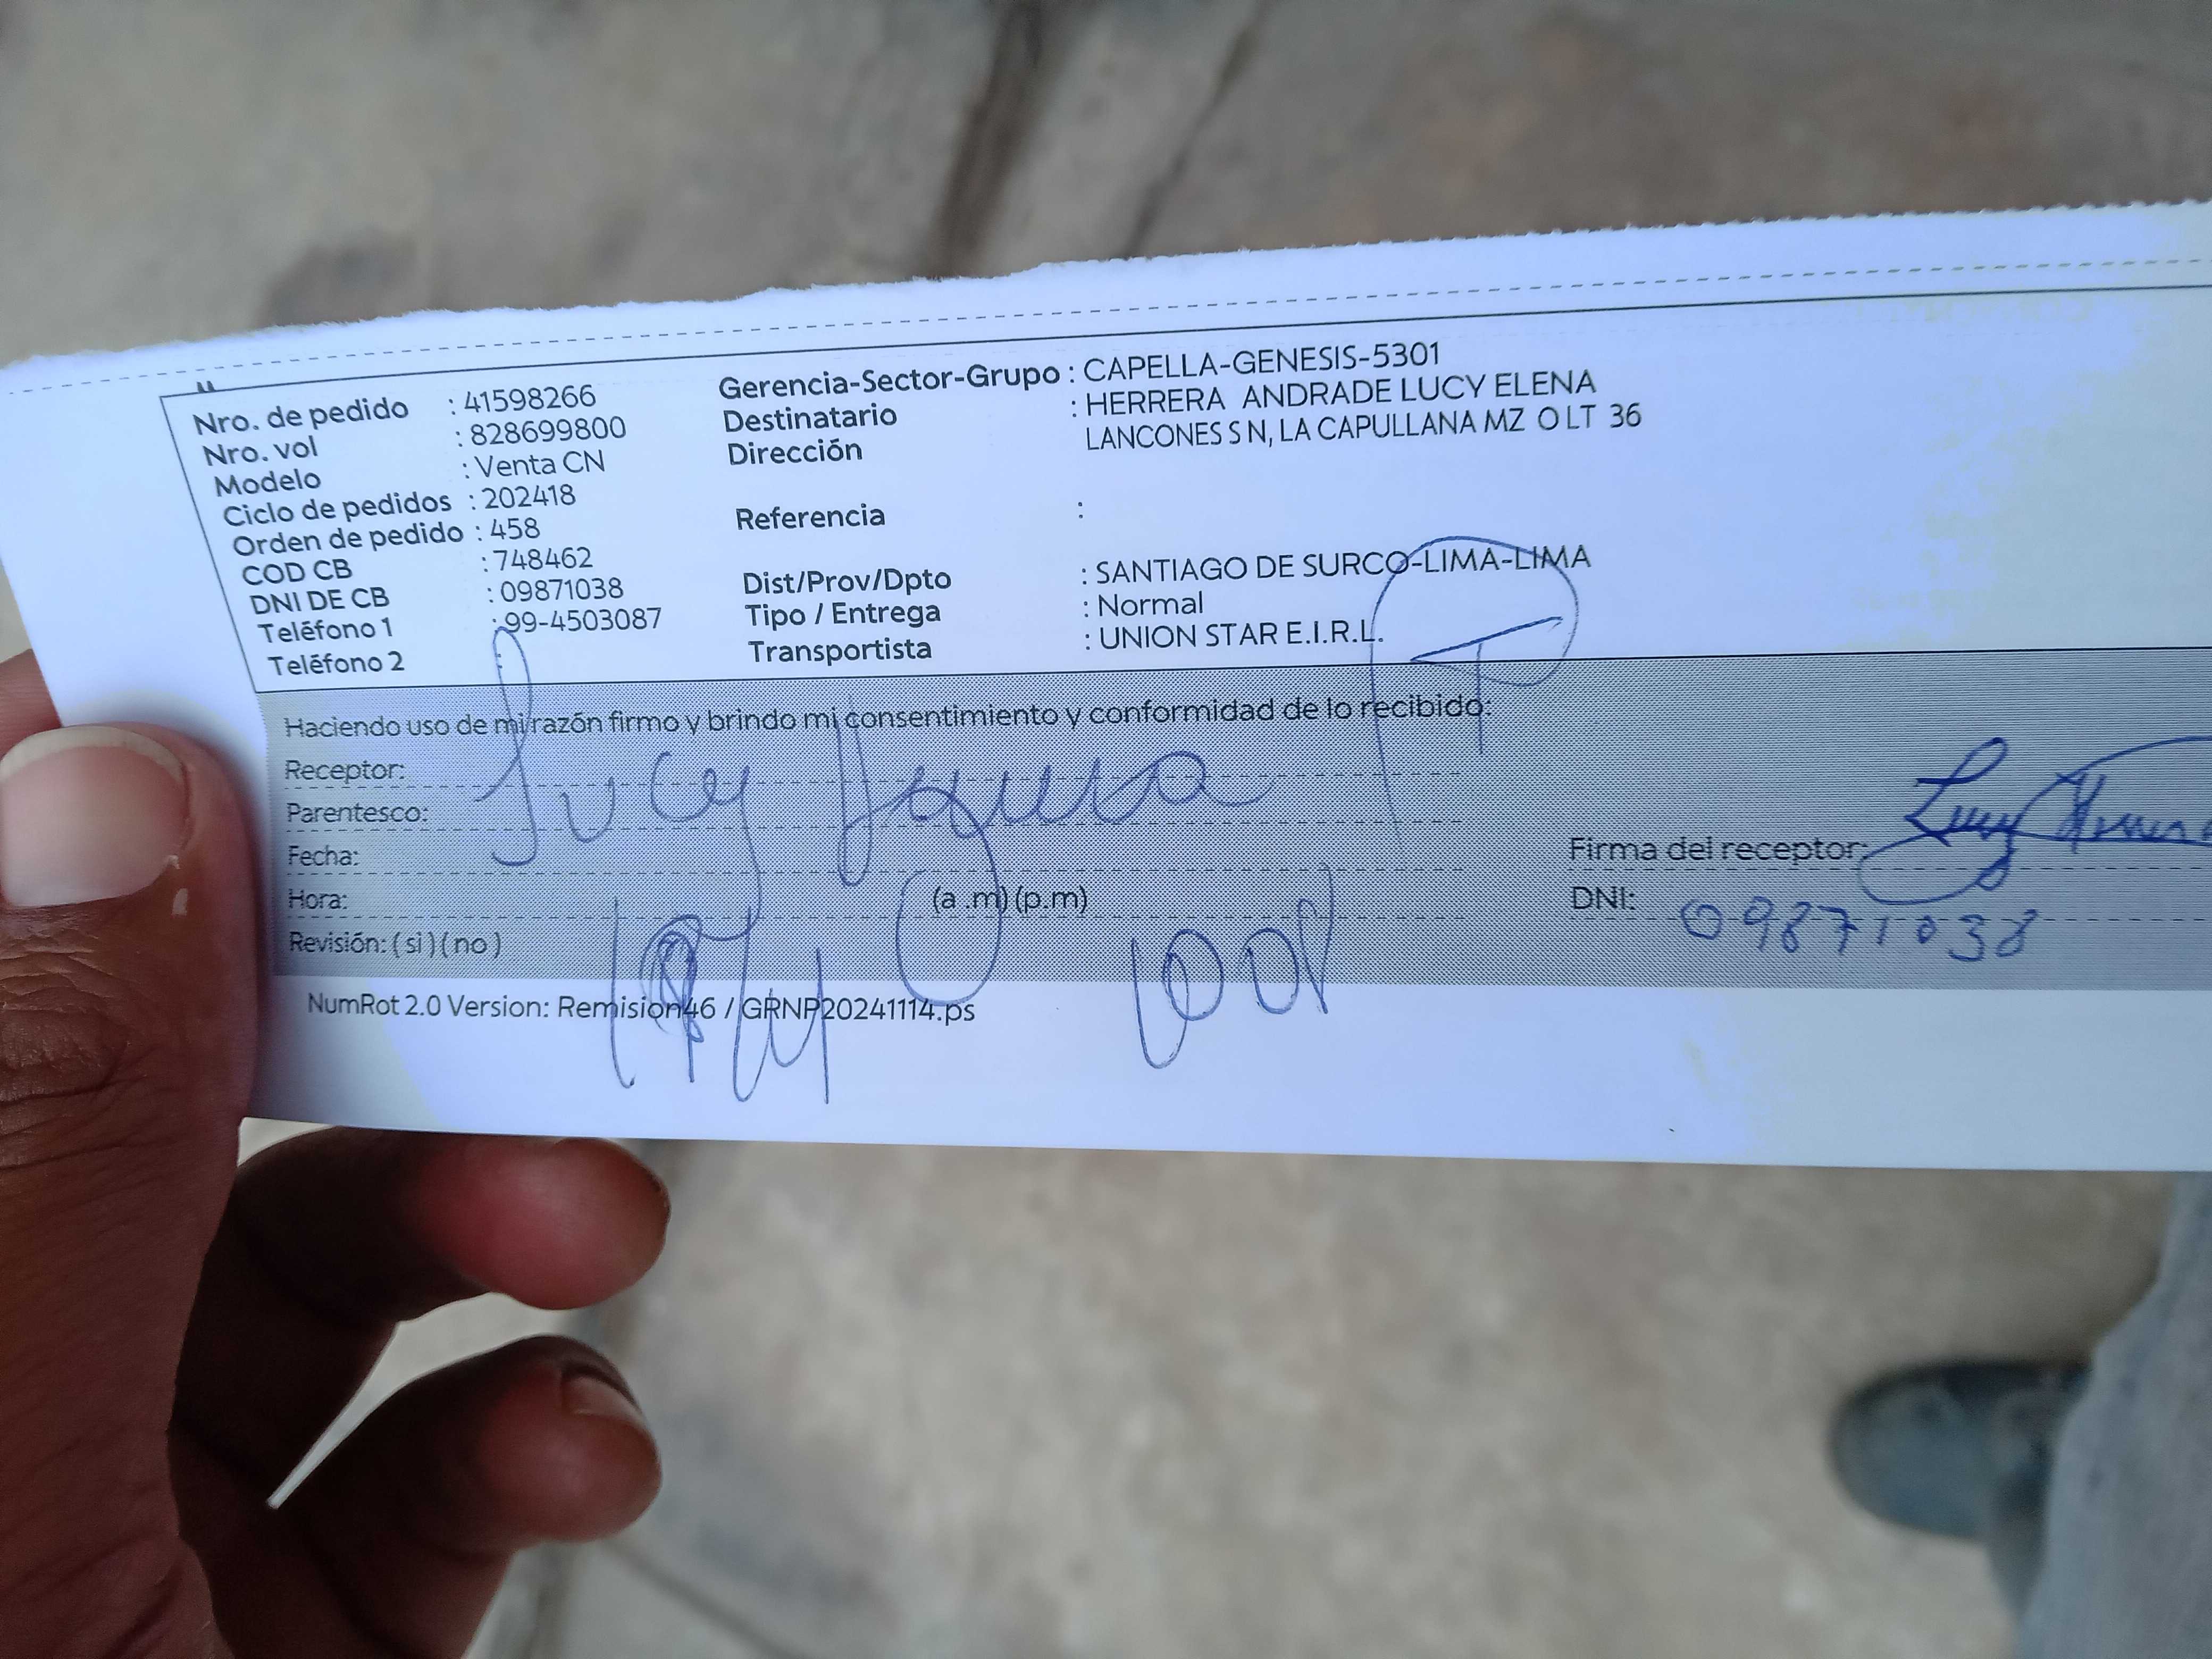 Nro. de pedido : 41598266
Nro. vol : 828699800
Modelo : Venta CN
Ciclo de pedidos : 202418
Orden de pedido : 458
COD CB : 748462
DNI DE CB : 09871038
Teléfono 1 : 99-4503087
Teléfono 2 :
Gerencia-Sector-Grupo : CAPELLA-GENESIS-5301
Destinatario : HERRERA ANDRADE LUCY ELENA
Dirección LANCONES S N, LA CAPULLANA MZ O LT 36
Referencia :
Dist/Prov/Dpto : SANTIAGO DE SURCO-LIMA-LIMA
Tipo / Entrega : Normal
Transportista : UNION STAR E.I.R.L.
Haciendo uso de mi razón firmo y brindo mi consentimiento y conformidad de lo recibido:
Receptor: Lucy
Parentesco:
Fecha:
Hora: (a .m) (p.m)
Revisión: ( si ) ( no )
Firma del receptor: Lucy
DNI: 09871038
NumRot 2.0 Version: Remision46 / GRNP20241114.ps